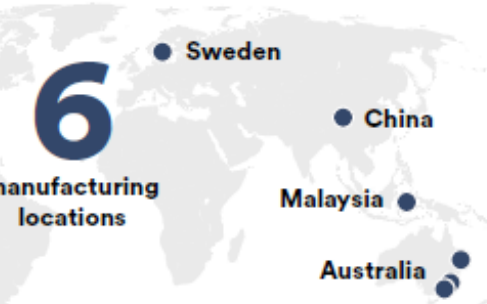 Sweden
6
China
manufacturing
locations
Malaysia
Australia